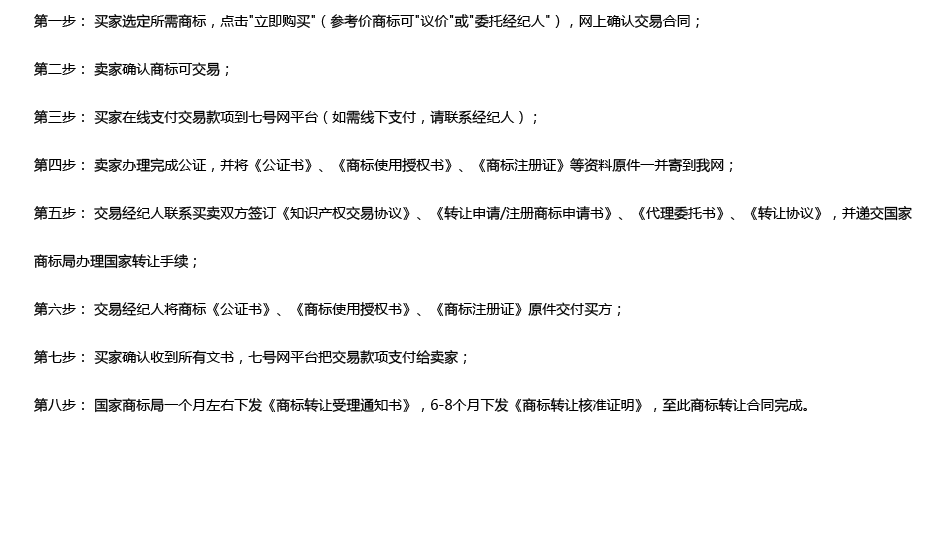 第一步： 买家选定所需商标，点击"立即购买"（参考价商标可"议价"或"委托经纪人"），网上确认交易合同；
第二步： 卖家确认商标可交易；
第三步： 买家在线支付交易款项到七号网平台（如需线下支付，请联系经纪人）；
第四步： 卖家办理完成公证，并将《公证书》、《商标使用授权书》、《商标注册证》等资料原件一并寄到我网；
第五步： 交易经纪人联系买卖双方签订《知识产权交易协议》、《转让申请/注册商标申请书》、《代理委托书》、《转让协议》，并递交国家
商标局办理国家转让手续；
第六步： 交易经纪人将商标《公证书》、《商标使用授权书》、《商标注册证》原件交付买方；
第七步： 买家确认收到所有文书，七号网平台把交易款项支付给卖家；
第八步： 国家商标局一个月左右下发《商标转让受理通知书》，6-8个月下发《商标转让核准证明》，至此商标转让合同完成。